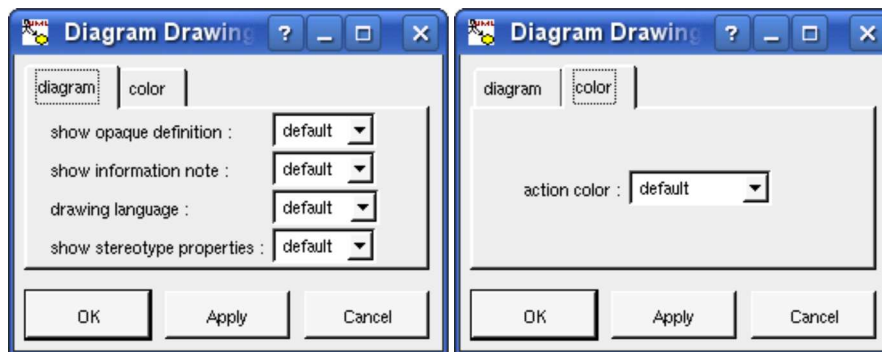 Diagram Drawing ?
diagram color
show opaque definition : default
show information note : default
drawing language : default
show stereotype properties : default
OK Apply Cancel
Diagram Drawing ?
diagram color
action color : default
OK Apply Cancel